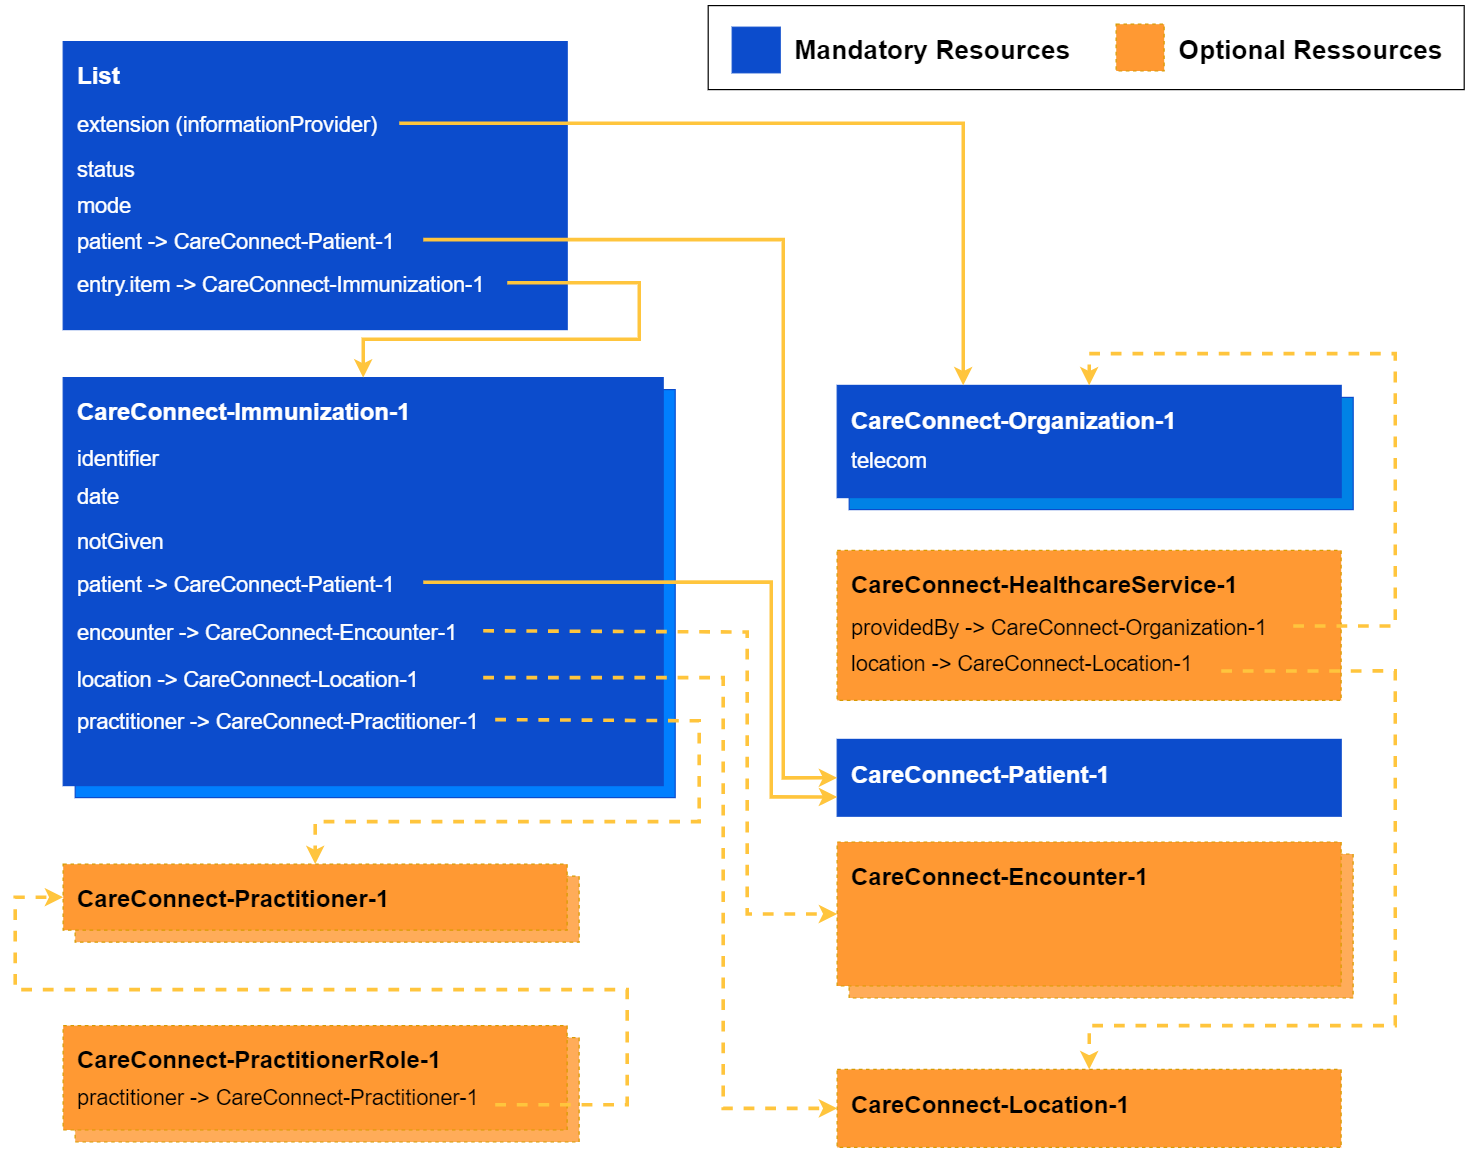 Mandatory Resources
Optional Ressources
List
extension (informationProvider)
status
mode
patient -> CareConnect-Patient-1
entry.item -> CareConnect-Immunization-1
CareConnect-Immunization-1
identifier
date
notGiven
patient -> CareConnect-Patient-1
encounter -> CareConnect-Encounter-1
location -> CareConnect-Location-1
practitioner -> CareConnect-Practitioner-1
CareConnect-Practitioner-1
CareConnect-PractitionerRole-1
practitioner -> CareConnect-Practitioner-1
CareConnect-Organization-1
telecom
CareConnect-HealthcareService-1
providedBy -> CareConnect-Organization-1
location -> CareConnect-Location-1
CareConnect-Patient-1
CareConnect-Encounter-1
CareConnect-Location-1